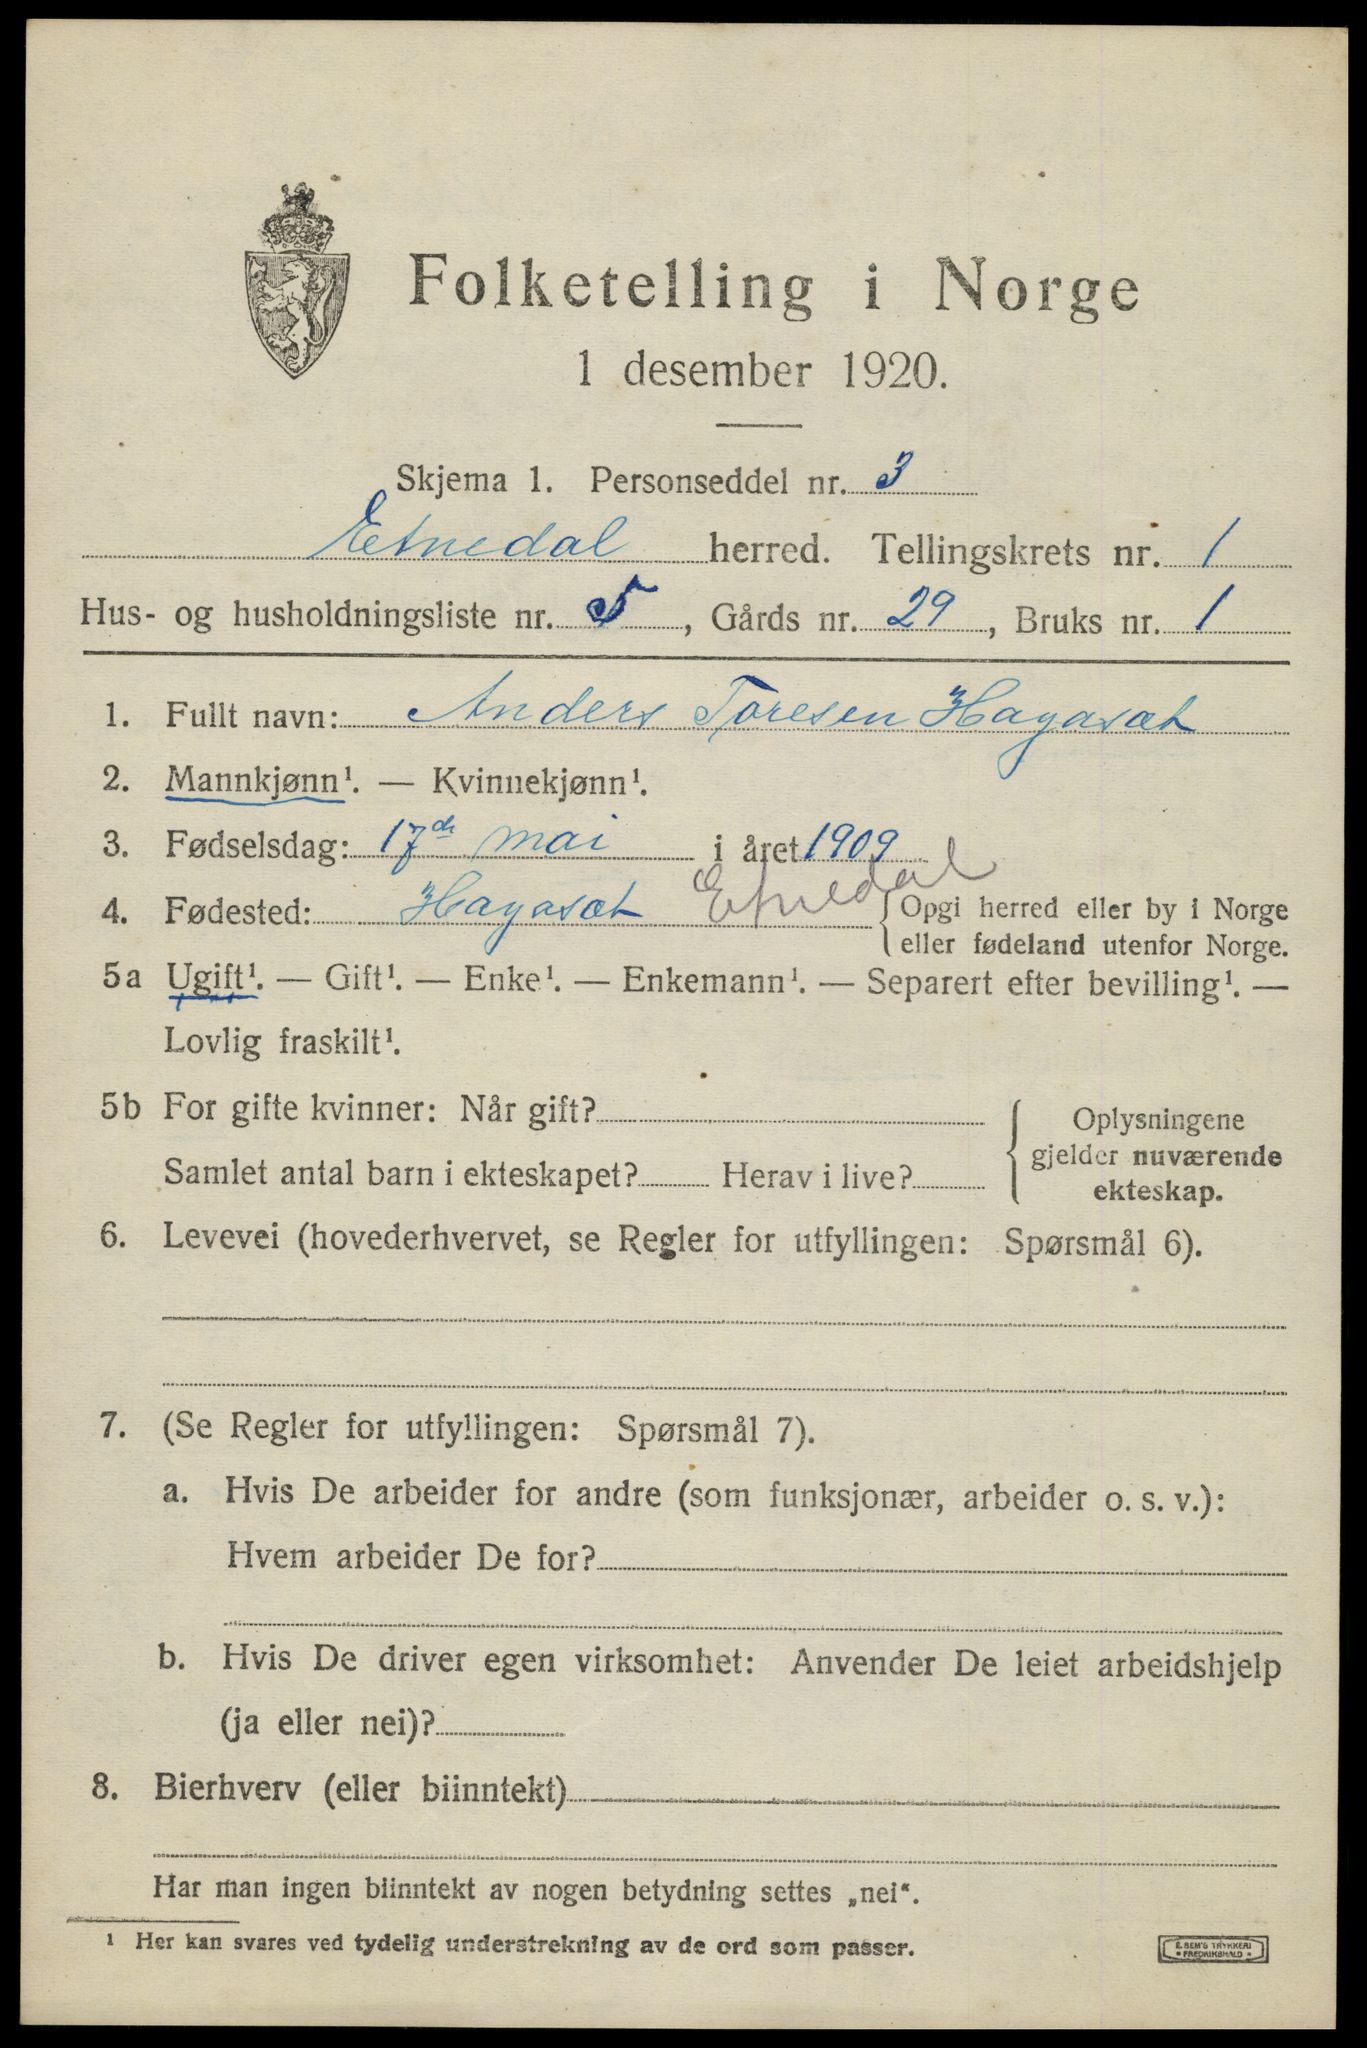 Folketelling i Norge
1 desember 1920.
Skjema 1. Personseddel nr. 3
Etnedal herred. Tellingskrets nr. 1
Hus- og husholdningsliste nr. 5, Gårds nr. 29, Bruks nr. 1
1. Fullt navn: Anders Toresen Hagasæt
2. Mannkjønn¹. — Kvinnekjønn¹.
3. Fødselsdag: 17de mai i året 1909
4. Fødested: Hagasæt Etnedal { Opgi herred eller by i Norge
eller fødeland utenfor Norge.
5a Ugift¹. — Gift¹. — Enke¹. — Enkemann¹. — Separert efter bevilling¹. —
Lovlig fraskilt¹.
5b For gifte kvinner: Når gift?
Samlet antal barn i ekteskapet? Herav i live?
{ Oplysningene
gjelder nuværende
ekteskap.
6. Levevei (hovederhvervet, se Regler for utfyllingen: Spørsmål 6).
7. (Se Regler for utfyllingen: Spørsmål 7).
a. Hvis De arbeider for andre (som funksjonær, arbeider o. s. v.):
Hvem arbeider De for?
b. Hvis De driver egen virksomhet: Anvender De leiet arbeidshjelp
(ja eller nei)?
8. Bierhverv (eller biinntekt)
Har man ingen biinntekt av nogen betydning settes „nei“.
¹ Her kan svares ved tydelig understrekning av de ord som passer.
E. SEM'S TRYKKERI
• FREDRIKSHALD •